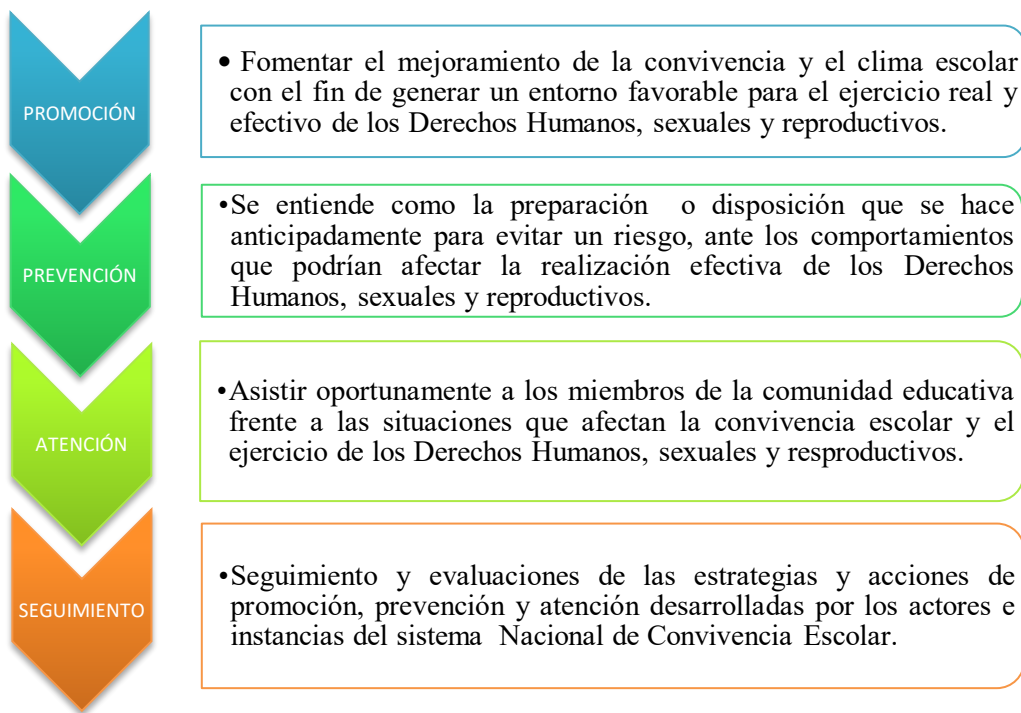 PROMOCIÓN
• Fomentar el mejoramiento de la convivencia y el clima escolar
con el fin de generar un entorno favorable para el ejercicio real y
efectivo de los Derechos Humanos, sexuales y reproductivos.
PREVENCIÓN
•Se entiende como la preparación o disposición que se hace
anticipadamente para evitar un riesgo, ante los comportamientos
que podrían afectar la realización efectiva de los Derechos
Humanos, sexuales y reproductivos.
ATENCIÓN
•Asistir oportunamente a los miembros de la comunidad educativa
frente a las situaciones que afectan la convivencia escolar y el
ejercicio de los Derechos Humanos, sexuales y resproductivos.
SEGUIMIENTO
•Seguimiento y evaluaciones de las estrategias y acciones de
promoción, prevención y atención desarrolladas por los actores e
instancias del sistema Nacional de Convivencia Escolar.